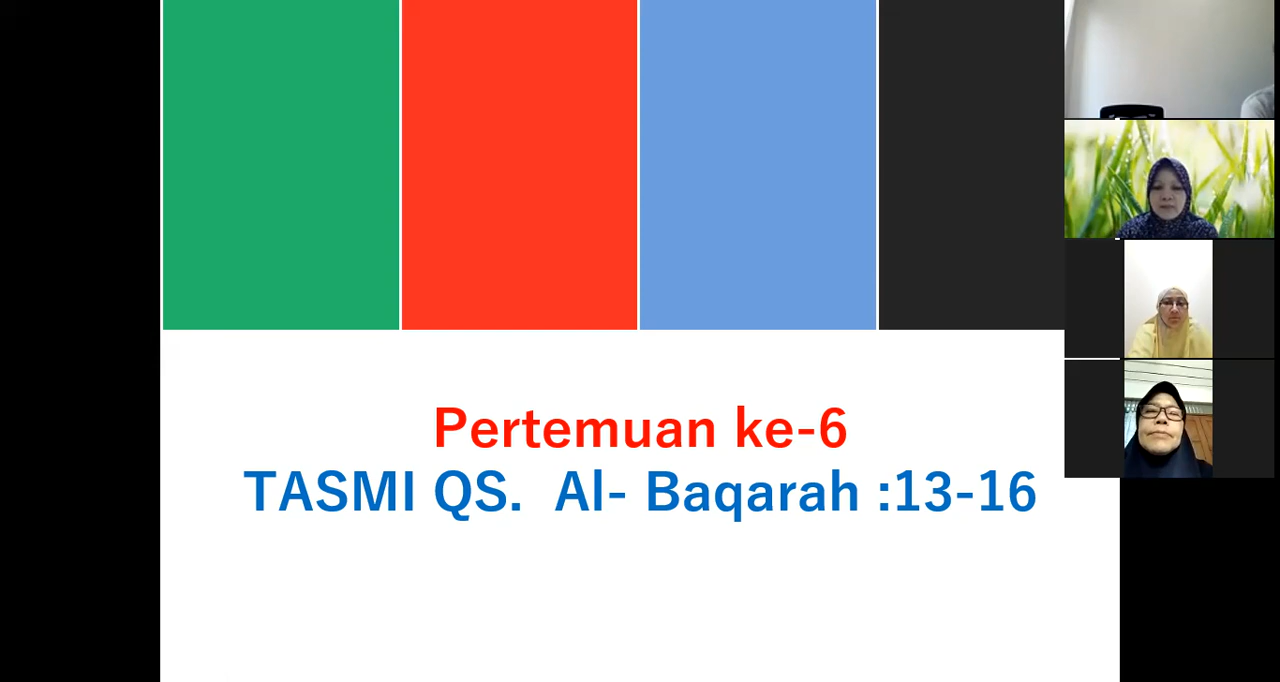 Pertemuan ke-6
TASMI QS. Al- Baqarah :13-16